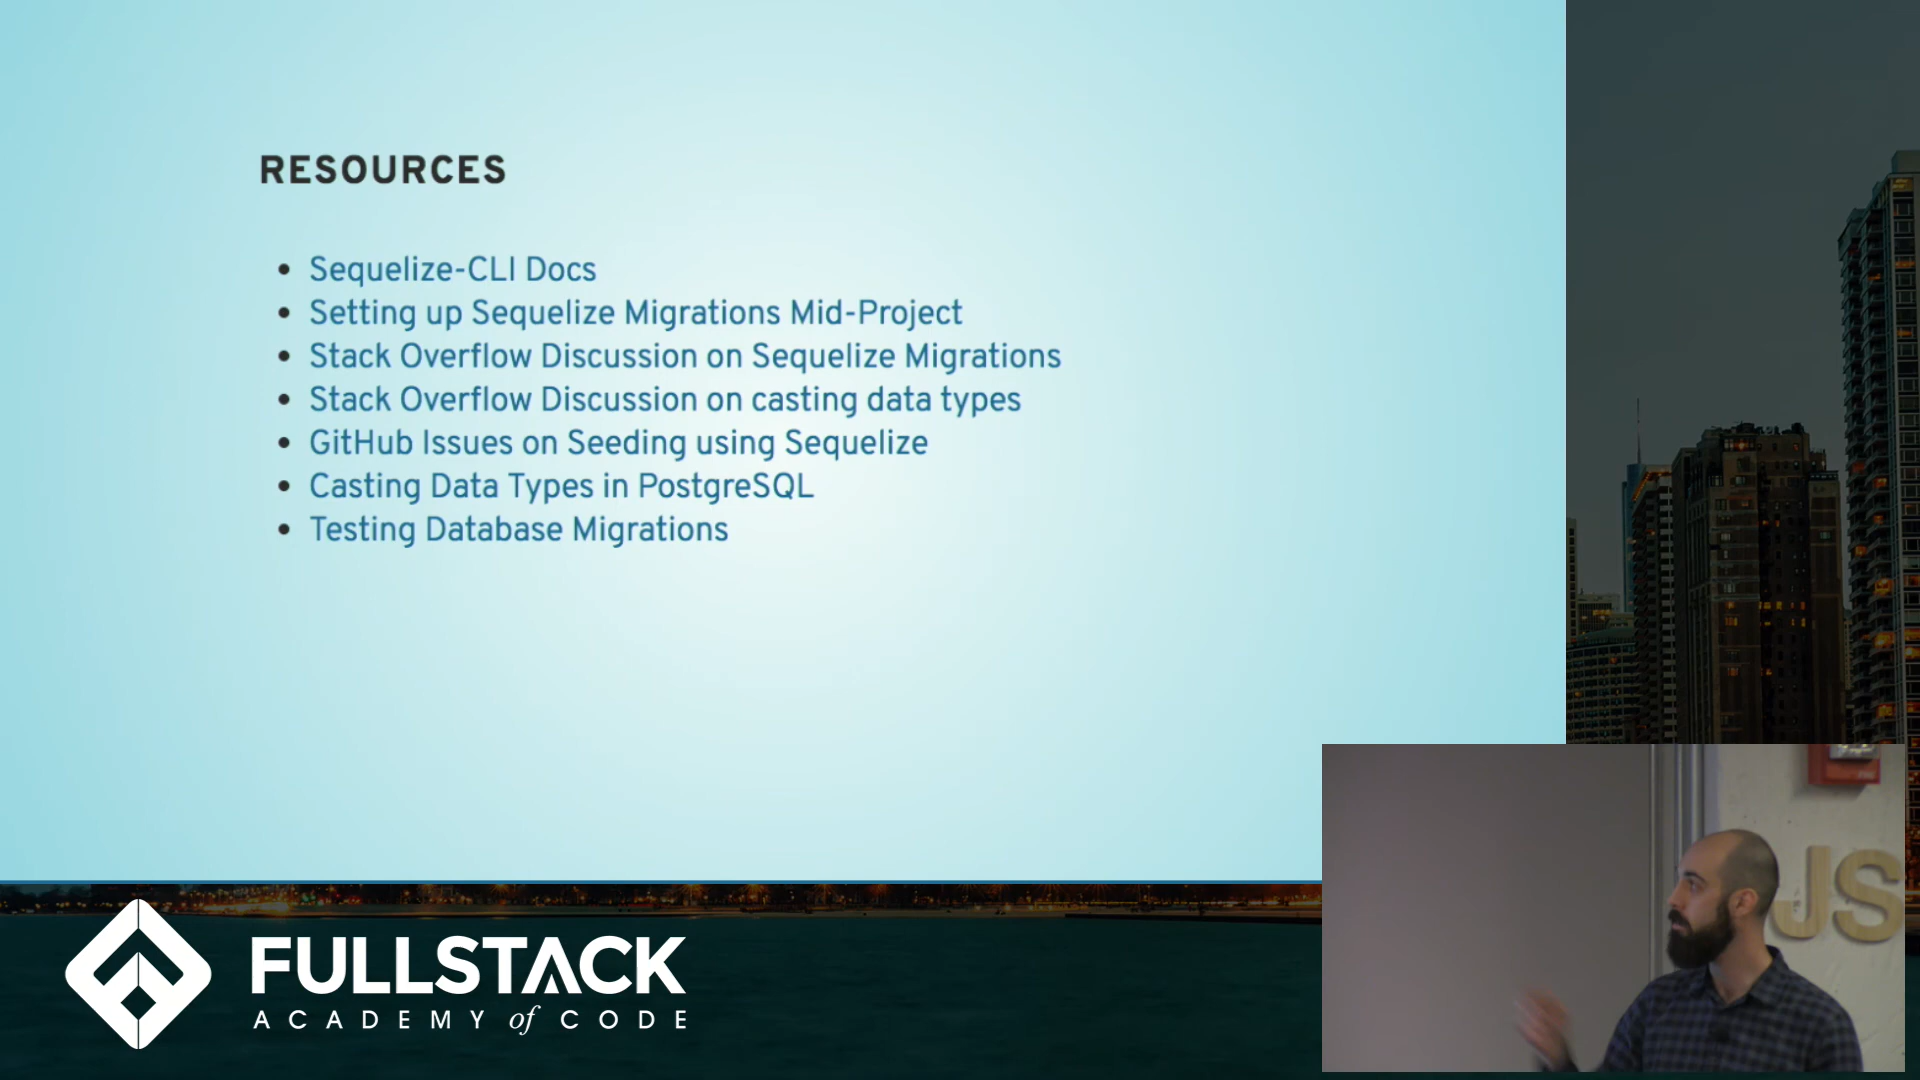 RESOURCES
Sequelize-CLI Docs
Setting up Sequelize Migrations Mid-Project
Stack Overflow Discussion on Sequelize Migrations
Stack Overflow Discussion on casting data types
GitHub Issues on Seeding using Sequelize
Casting Data Types in PostgreSQL
Testing Database Migrations
JS
FULLSTACK
ACADEMY of CODE